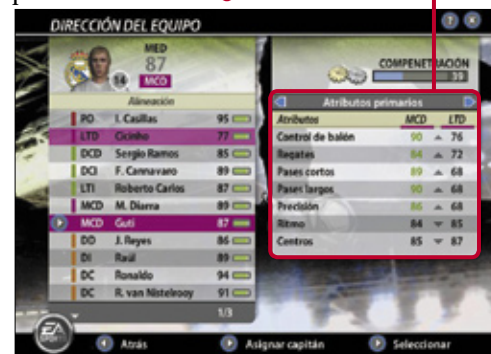 DIRECCIÓN DEL EQUIPO
MED
87
14 MCD
COMPENETRACIÓN
39
Alineación
PO I. Casillas 95
LTD Cicinho 77
DCD Sergio Ramos 85
DCI F. Cannavaro 89
LTI Roberto Carlos 87
MCD M. Diarra 89
MCD Guti 87
DD J. Reyes 86
DI Raúl 89
DC Ronaldo 94
DC R. van Nistelrooy 91
1/3
Atributos primarios
Atributos MCD LTD
Control de balón 90 76
Regates 84 72
Pases cortos 89 68
Pases largos 90 68
Precisión 86 68
Ritmo 84 85
Centros 85 87
EA
Atrás Asignar capitán Seleccionar